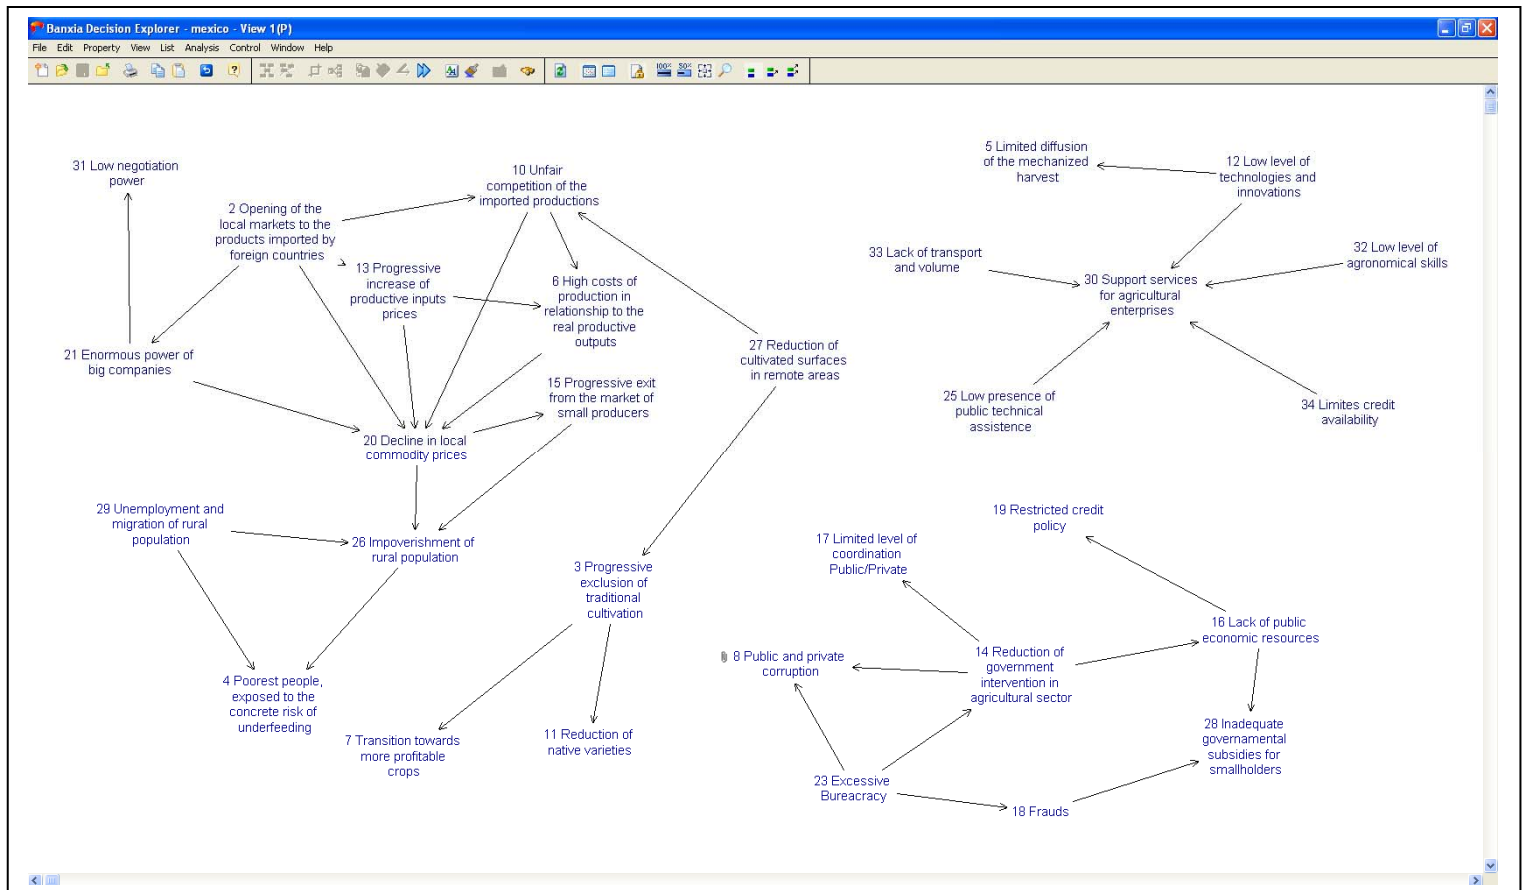 Banxia Decision Explorer - mexico - View 1(P)
File Edit Property View List Analysis Control Window Help
100% 50%
31 Low negotiation
power
2 Opening of the
local markets to the
products imported by
foreign countries
10 Unfair
competition of the
imported productions
13 Progressive
increase of
productive inputs
prices
6 High costs of
production in
relationship to the
real productive
outputs
21 Enormous power of
big companies
15 Progressive exit
from the market of
small producers
27 Reduction of
cultivated surfaces
in remote areas
20 Decline in local
commodity prices
29 Unemployment and
migration of rural
population
26 Impoverishment of
rural population
3 Progressive
exclusion of
traditional
cultivation
4 Poorest people,
exposed to the
concrete risk of
underfeeding
7 Transition towards
more profitable
crops
11 Reduction of
native varieties
5 Limited diffusion
of the mechanized
harvest
12 Low level of
technologies and
innovations
33 Lack of transport
and volume
32 Low level of
agronomical skills
30 Support services
for agricultural
enterprises
25 Low presence of
public technical
assistence
34 Limites credit
availability
19 Restricted credit
policy
17 Limited level of
coordination
Public/Private
16 Lack of public
economic resources
8 Public and private
corruption
14 Reduction of
government
intervention in
agricultural sector
28 Inadequate
governamental
subsidies for
smallholders
23 Excessive
Bureacracy
18 Frauds